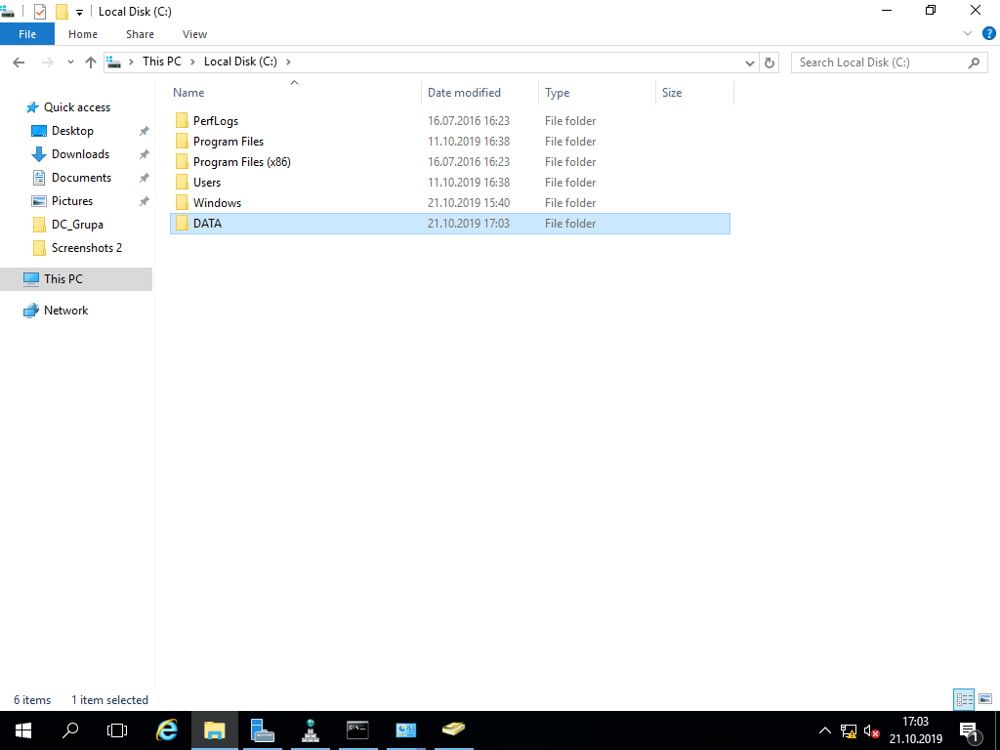 Local Disk (C:)
File Home Share View
This PC Local Disk (C:) Search Local Disk (C:)
Name Date modified Type Size
Quick access
Desktop
Downloads
Documents
Pictures
DC_Grupa
Screenshots 2
This PC
Network
PerfLogs 16.07.2016 16:23 File folder
Program Files 11.10.2019 16:38 File folder
Program Files (x86) 16.07.2016 16:23 File folder
Users 11.10.2019 16:38 File folder
Windows 21.10.2019 15:40 File folder
DATA 21.10.2019 17:03 File folder
6 items 1 item selected
17:03
21.10.2019
1